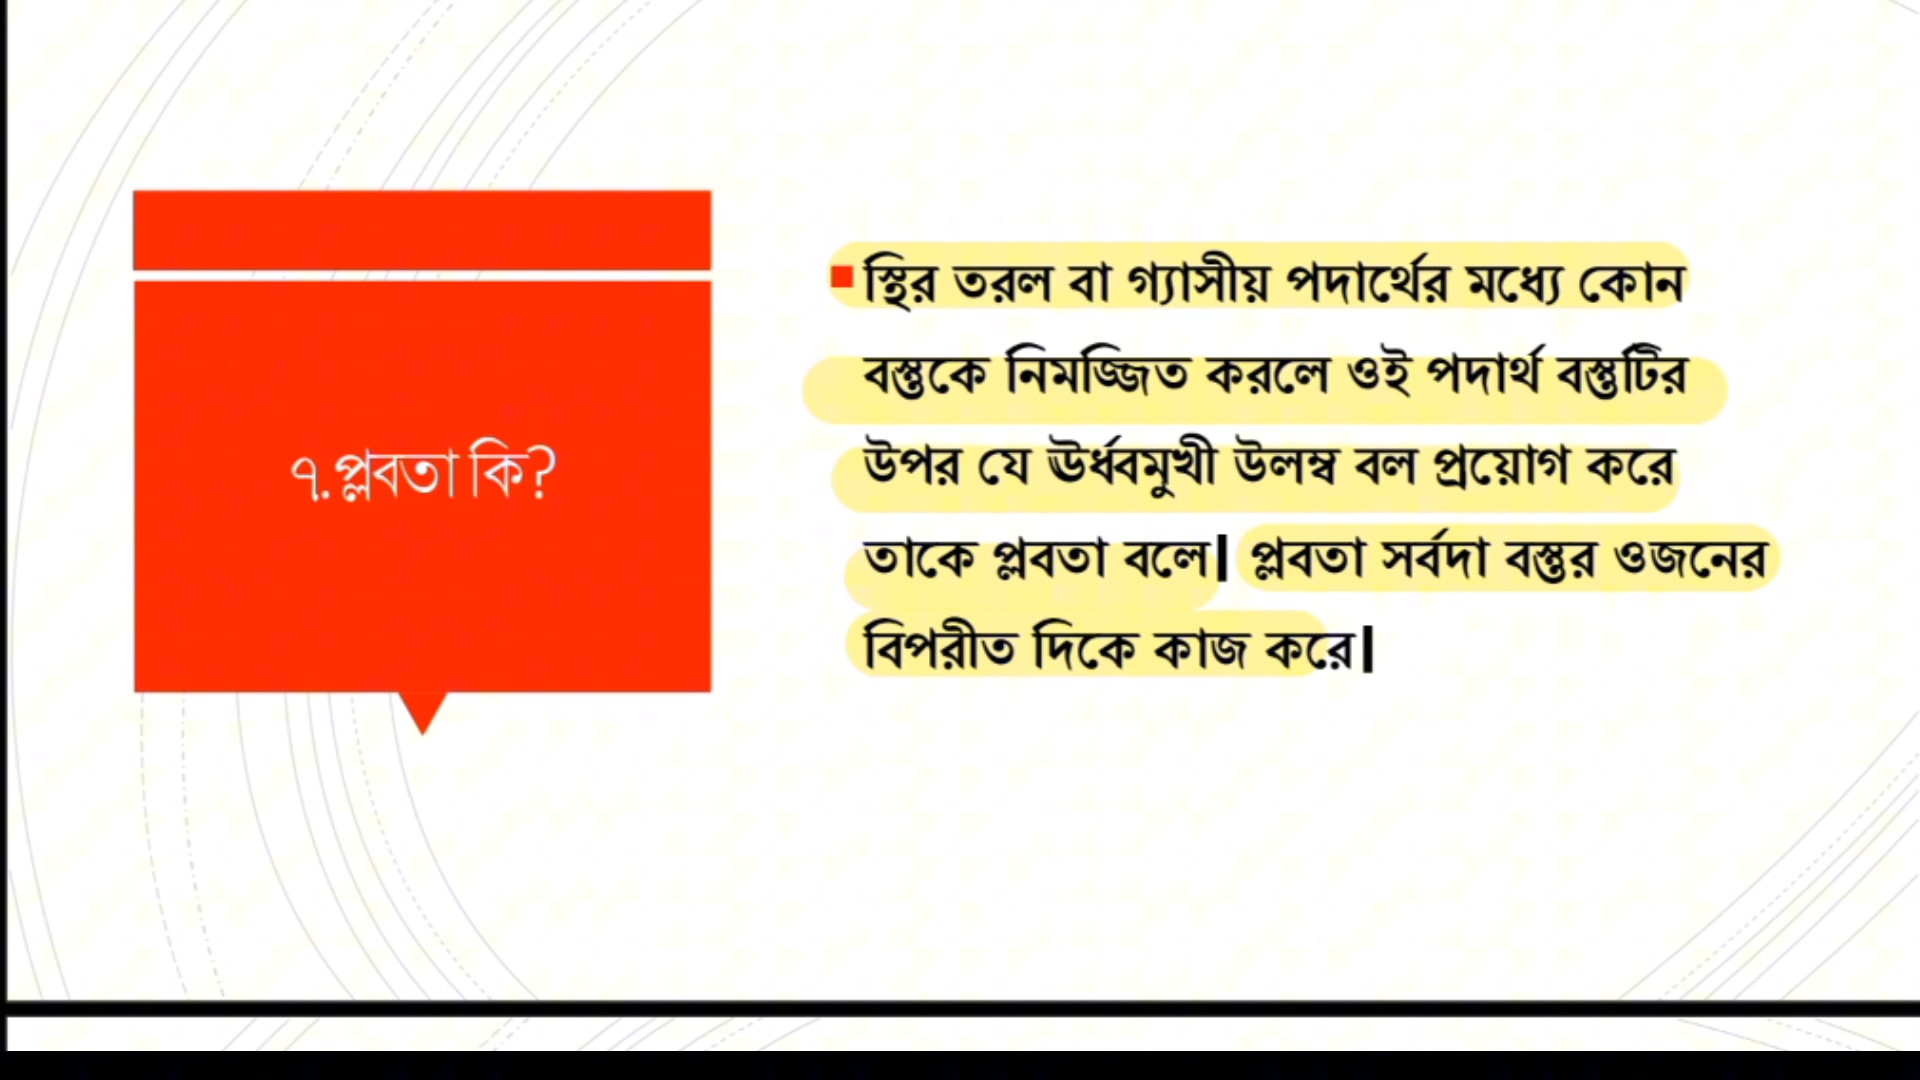 ৭.প্লবতা কি?
স্থির তরল বা গ্যাসীয় পদার্থের মধ্যে কোন
বস্তুকে নিমজ্জিত করলে ওই পদার্থ বস্তুটির
উপর যে ঊর্ধ্বমুখী উলম্ব বল প্রয়োগ করে
তাকে প্লবতা বলে। প্লবতা সর্বদা বস্তুর ওজনের
বিপরীত দিকে কাজ করে।